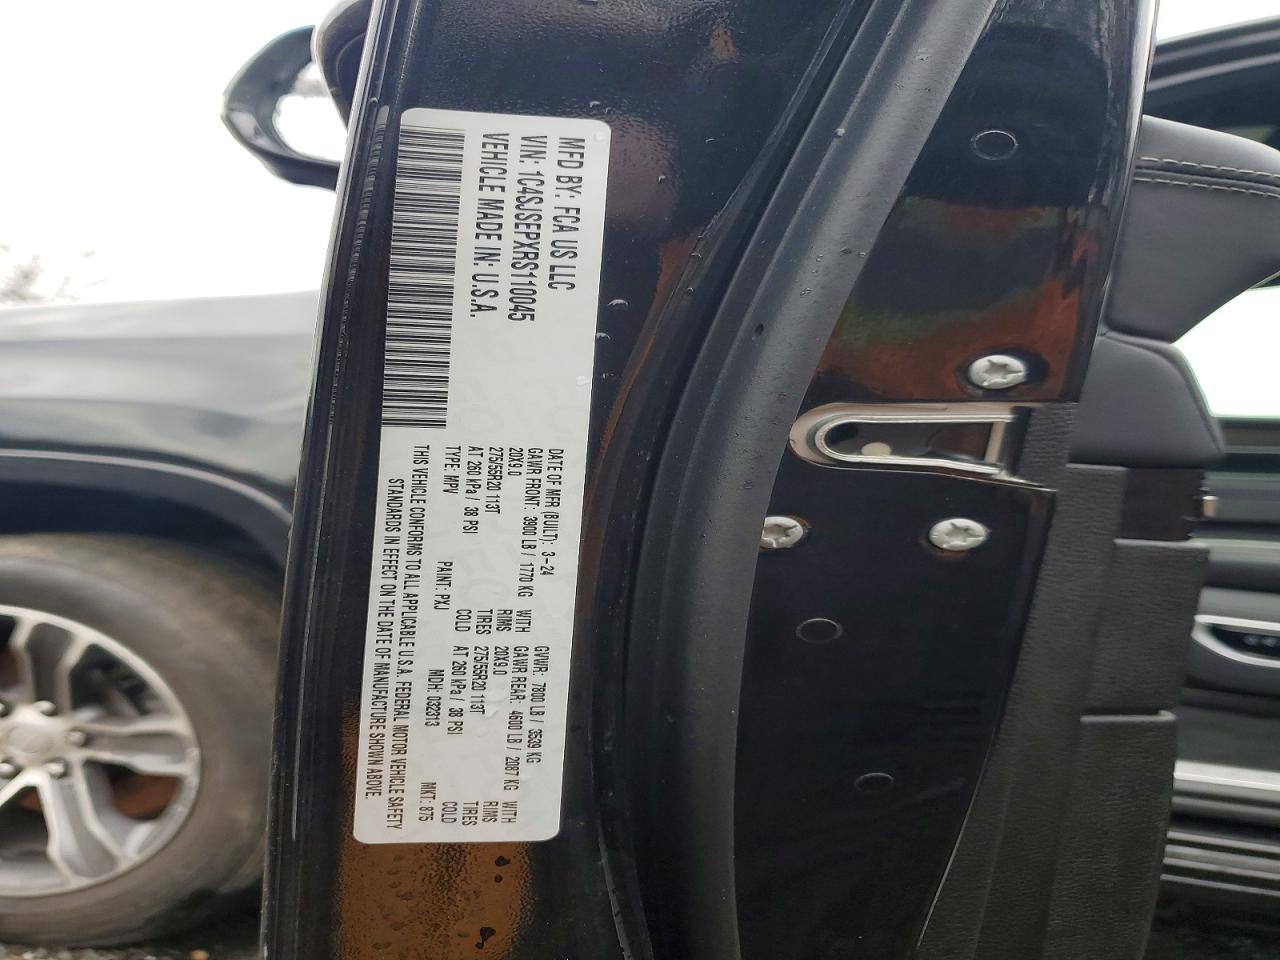 MFD BY: FCA US LLC
VIN: 1C4SJSEPXRS110045
VEHICLE MADE IN: U.S.A.
DATE OF MFR (BUILT): 3-24 GVWR: 7800 LB / 3539 KG
GAWR FRONT: 3900 LB / 1770 KG WITH GAWR REAR: 4600 LB / 2087 KG WITH
20X9.0 RIMS 20X9.0 RIMS
275/55R20 113T TIRES 275/55R20 113T TIRES
AT 260 kPa / 38 PSI COLD AT 260 kPa / 38 PSI COLD
TYPE: MPV PAINT: PXJ MDH: 032313 MKT: 875
THIS VEHICLE CONFORMS TO ALL APPLICABLE U.S.A. FEDERAL MOTOR VEHICLE SAFETY
STANDARDS IN EFFECT ON THE DATE OF MANUFACTURE SHOWN ABOVE.